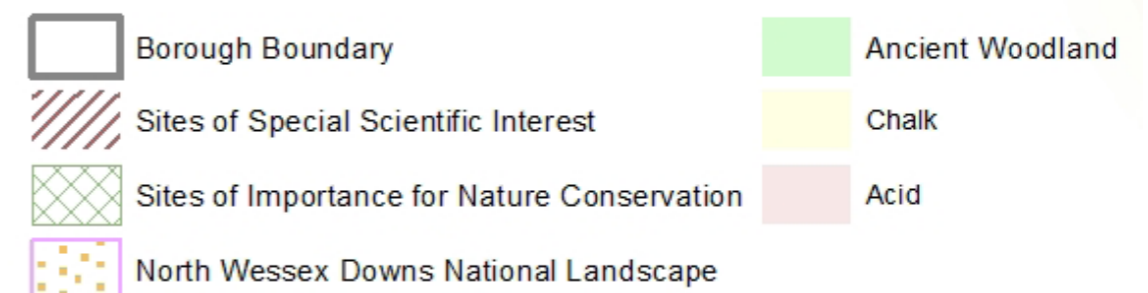 Borough Boundary
Sites of Special Scientific Interest
Sites of Importance for Nature Conservation
North Wessex Downs National Landscape
Ancient Woodland
Chalk
Acid